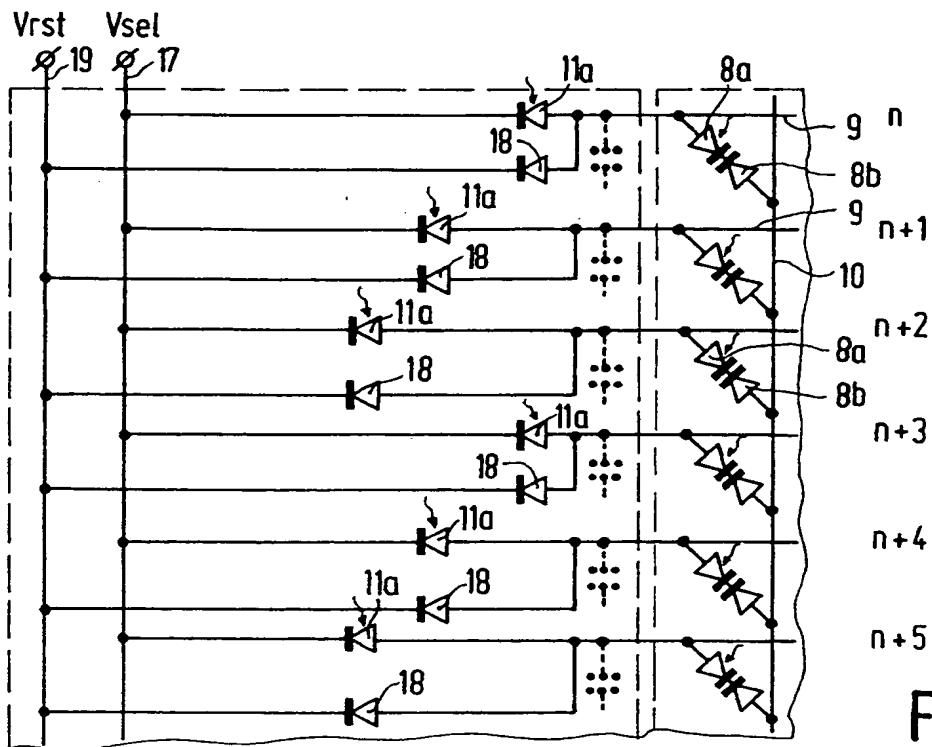 Vrst Vsel
19 17 11a 8a
9 n
18 8b
11a 9 n+1
18 10
11a n+2
8a
18 8b
11a n+3
18
11a n+4
18
11a n+5
18
F